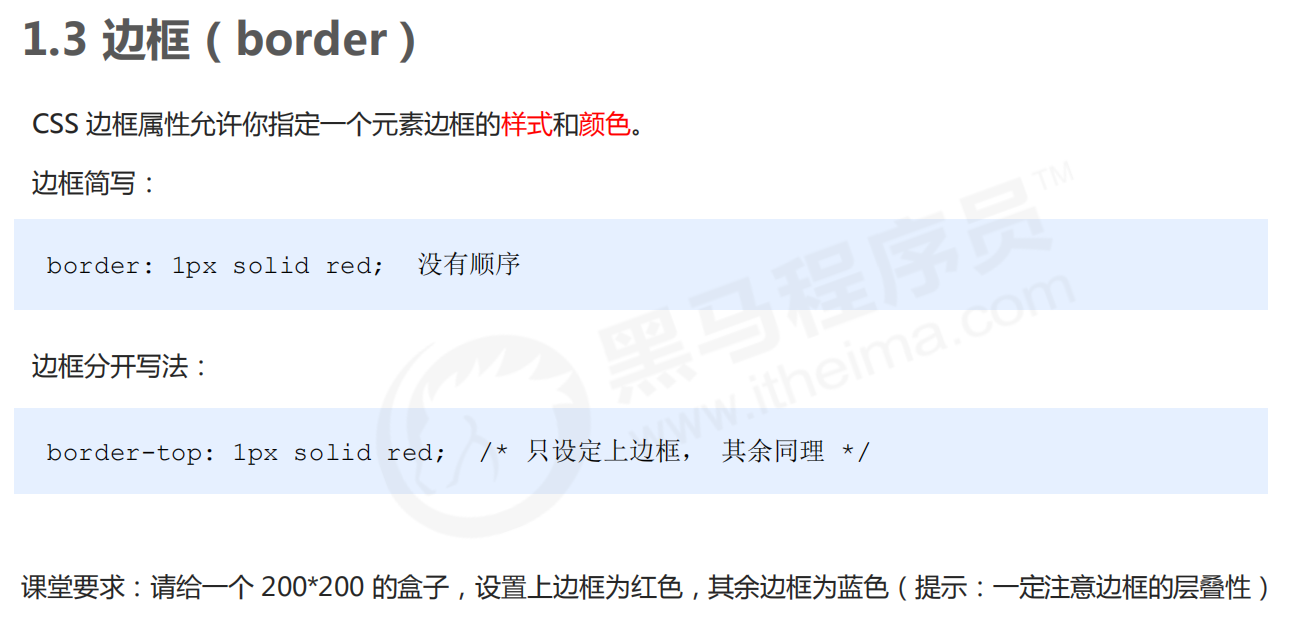 1.3 边框（border）
CSS 边框属性允许你指定一个元素边框的样式和颜色。
边框简写：
border: 1px solid red;  没有顺序
边框分开写法：
border-top: 1px solid red;  /* 只设定上边框， 其余同理 */
课堂要求：请给一个 200*200 的盒子，设置上边框为红色，其余边框为蓝色（提示：一定注意边框的层叠性）
黑马程序员™
www.itheima.com